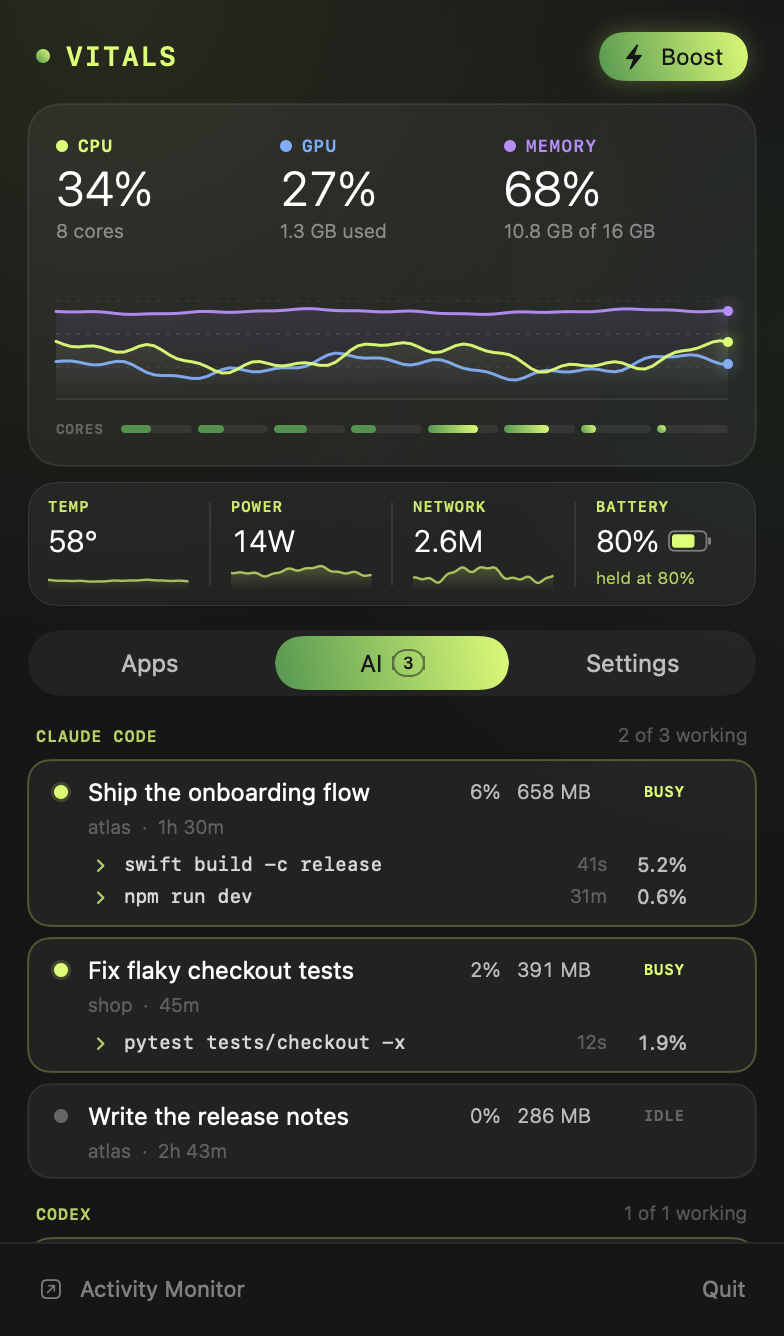 VITALS
Boost
CPU GPU MEMORY
34% 27% 68%
8 cores 1.3 GB used 10.8 GB of 16 GB
CORES
TEMP POWER NETWORK BATTERY
58° 14W 2.6M 80%
held at 80%
Apps AI 3 Settings
CLAUDE CODE 2 of 3 working
Ship the onboarding flow 6% 658 MB BUSY
atlas · 1h 30m
> swift build -c release 41s 5.2%
> npm run dev 31m 0.6%
Fix flaky checkout tests 2% 391 MB BUSY
shop · 45m
> pytest tests/checkout -x 12s 1.9%
Write the release notes 0% 286 MB IDLE
atlas · 2h 43m
CODEX 1 of 1 working
Activity Monitor Quit